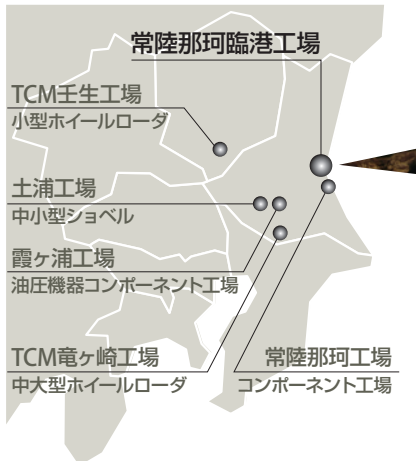 常陸那珂臨港工場
TCM壬生工場
小型ホイールローダ
土浦工場
中小型ショベル
霞ヶ浦工場
油圧機器コンポーネント工場
TCM竜ヶ崎工場
中大型ホイールローダ
常陸那珂工場
コンポーネント工場